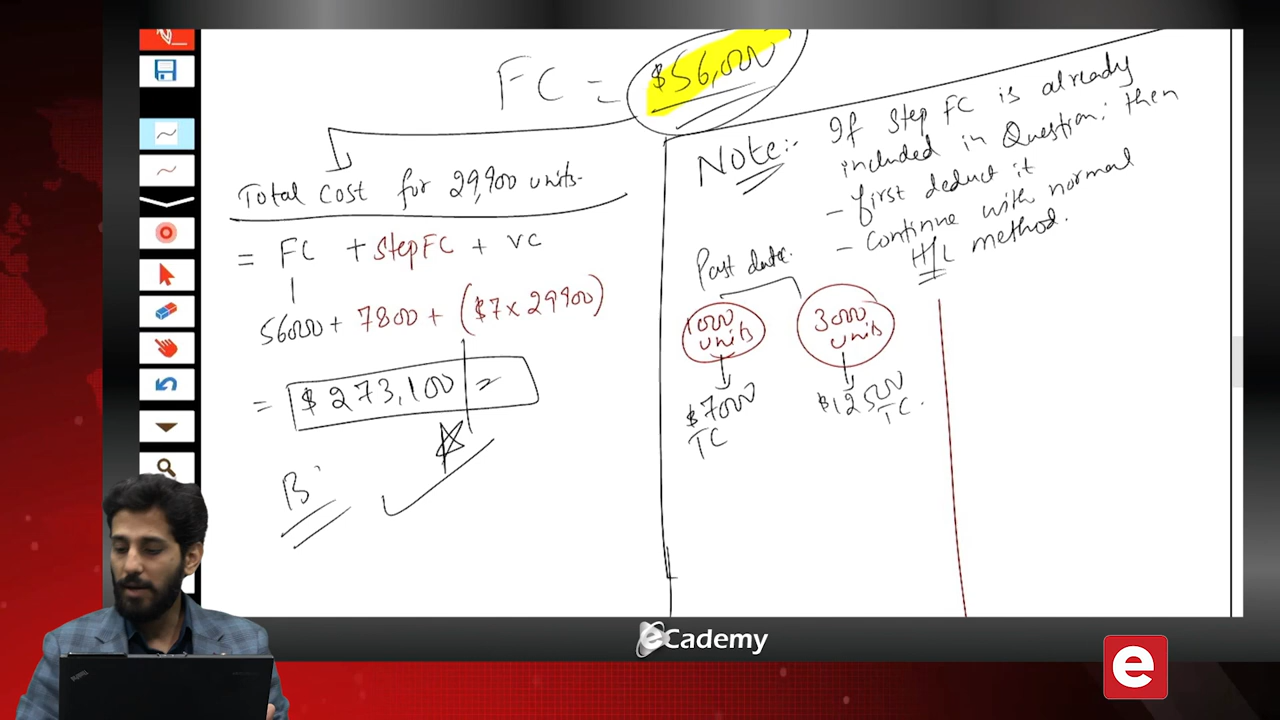 FC = $56,000
Total Cost for 29,900 units.
= FC + Step FC + VC
56000 + 7800 + ($7 x 29900)
= $273,100 =
B
Note:- If Step FC is already
included in Question; then
- first deduct it
- Continue with normal
H/L method.
Past data.
1000 units
3000 units
$7000 TC
$12500 TC.
eCademy
e